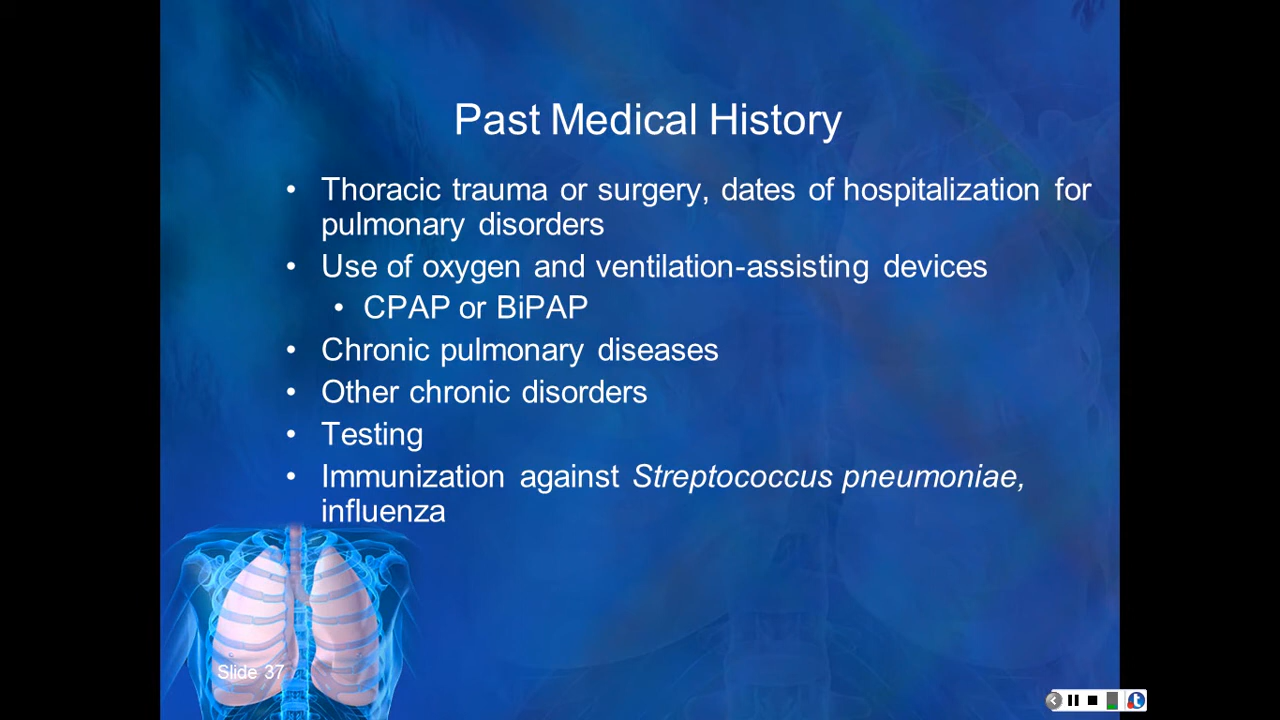 Past Medical History
• Thoracic trauma or surgery, dates of hospitalization for
pulmonary disorders
• Use of oxygen and ventilation-assisting devices
• CPAP or BiPAP
• Chronic pulmonary diseases
• Other chronic disorders
• Testing
• Immunization against Streptococcus pneumoniae,
influenza
Slide 37
t